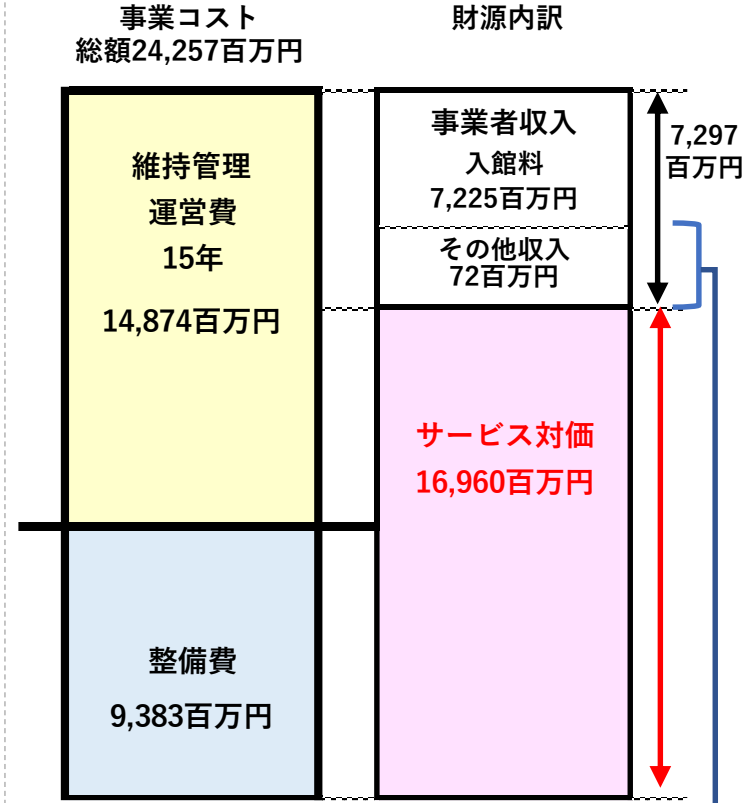 事業コスト
総額24,257百万円
財源内訳
維持管理
運営費
15年
14,874百万円
整備費
9,383百万円
事業者収入
入館料
7,225百万円
その他収入
72百万円
サービス対価
16,960百万円
7,297
百万円